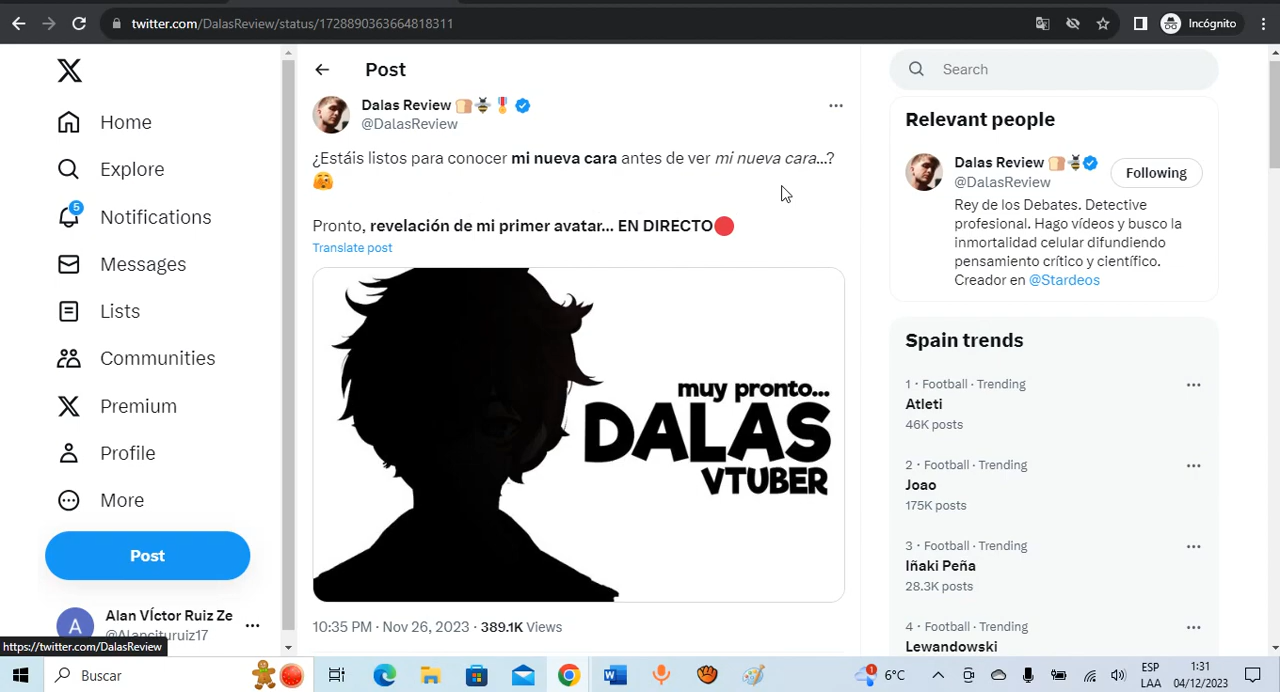 twitter.com/DalasReview/status/1728890363664818311
Incógnito
Post
Search
Home
Explore
5
Notifications
Messages
Lists
Communities
Premium
Profile
More
Post
Alan VÍctor Ruiz Ze
@Alancituruiz17
https://twitter.com/DalasReview
Dalas Review
@DalasReview
¿Estáis listos para conocer mi nueva cara antes de ver mi nueva cara...?
Pronto, revelación de mi primer avatar... EN DIRECTO
Translate post
muy pronto...
DALAS
VTUBER
10:35 PM · Nov 26, 2023 · 389.1K Views
Relevant people
Dalas Review
Following
@DalasReview
Rey de los Debates. Detective
profesional. Hago vídeos y busco la
inmortalidad celular difundiendo
pensamiento crítico y científico.
Creador en @Stardeos
Spain trends
1 · Football · Trending
Atleti
46K posts
2 · Football · Trending
Joao
175K posts
3 · Football · Trending
Iñaki Peña
28.3K posts
4 · Football · Trending
Lewandowski
Buscar
1
6°C
ESP
LAA
1:31
04/12/2023